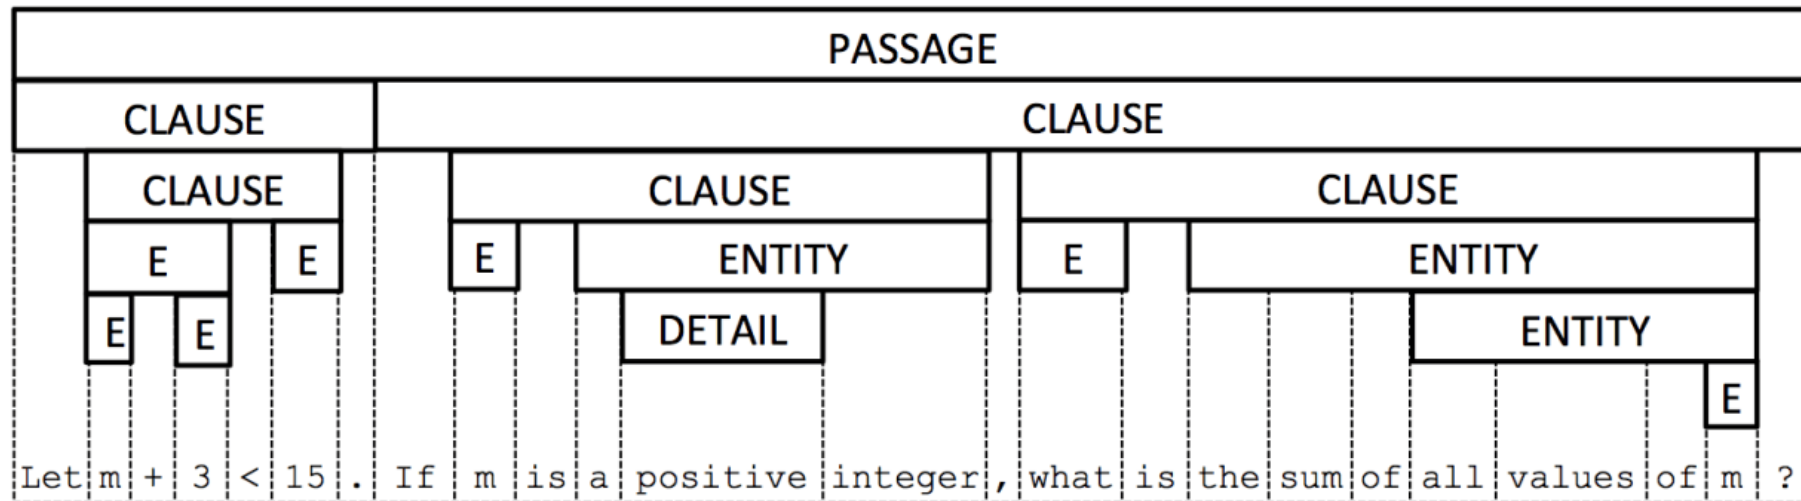 PASSAGE
CLAUSE CLAUSE
CLAUSE CLAUSE CLAUSE
E E E ENTITY E ENTITY
E E DETAIL ENTITY
E
Let m + 3 < 15 . If m is a positive integer , what is the sum of all values of m ?